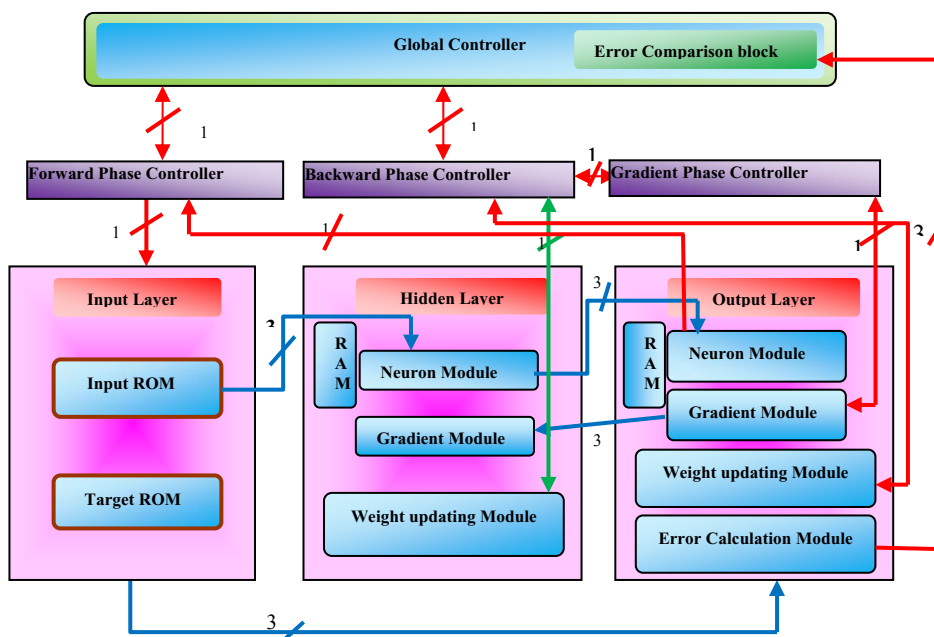 Global Controller
Error Comparison block
1
1
Forward Phase Controller
Backward Phase Controller
1
Gradient Phase Controller
1
1
1
1
Input Layer
Hidden Layer
3
Output Layer
RAM
RAM
Neuron Module
Neuron Module
Input ROM
Gradient Module
Gradient Module
3
Target ROM
Weight updating Module
Weight updating Module
Error Calculation Module
3